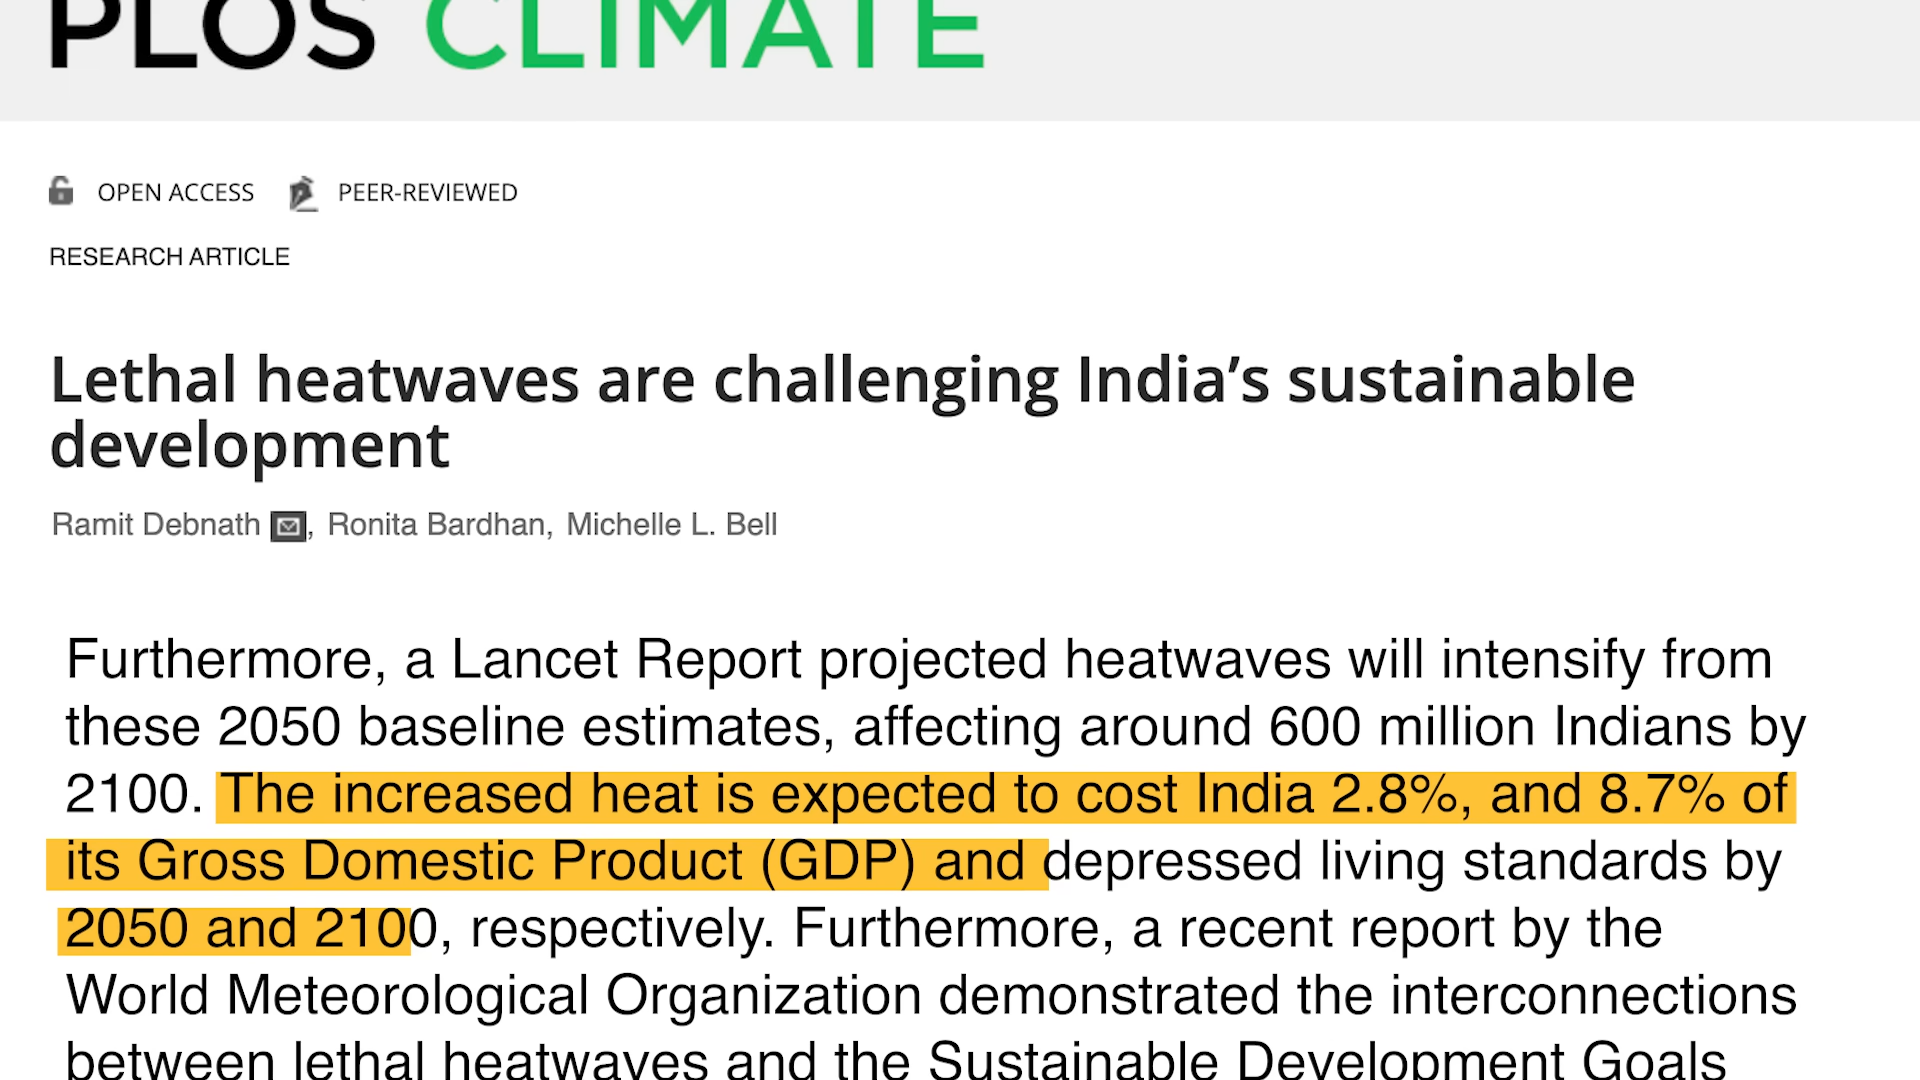 PLOS CLIMATE
OPEN ACCESS PEER-REVIEWED
RESEARCH ARTICLE
Lethal heatwaves are challenging India’s sustainable
development
Ramit Debnath , Ronita Bardhan, Michelle L. Bell
Furthermore, a Lancet Report projected heatwaves will intensify from
these 2050 baseline estimates, affecting around 600 million Indians by
2100. The increased heat is expected to cost India 2.8%, and 8.7% of
its Gross Domestic Product (GDP) and depressed living standards by
2050 and 2100, respectively. Furthermore, a recent report by the
World Meteorological Organization demonstrated the interconnections
between lethal heatwaves and the Sustainable Development Goals